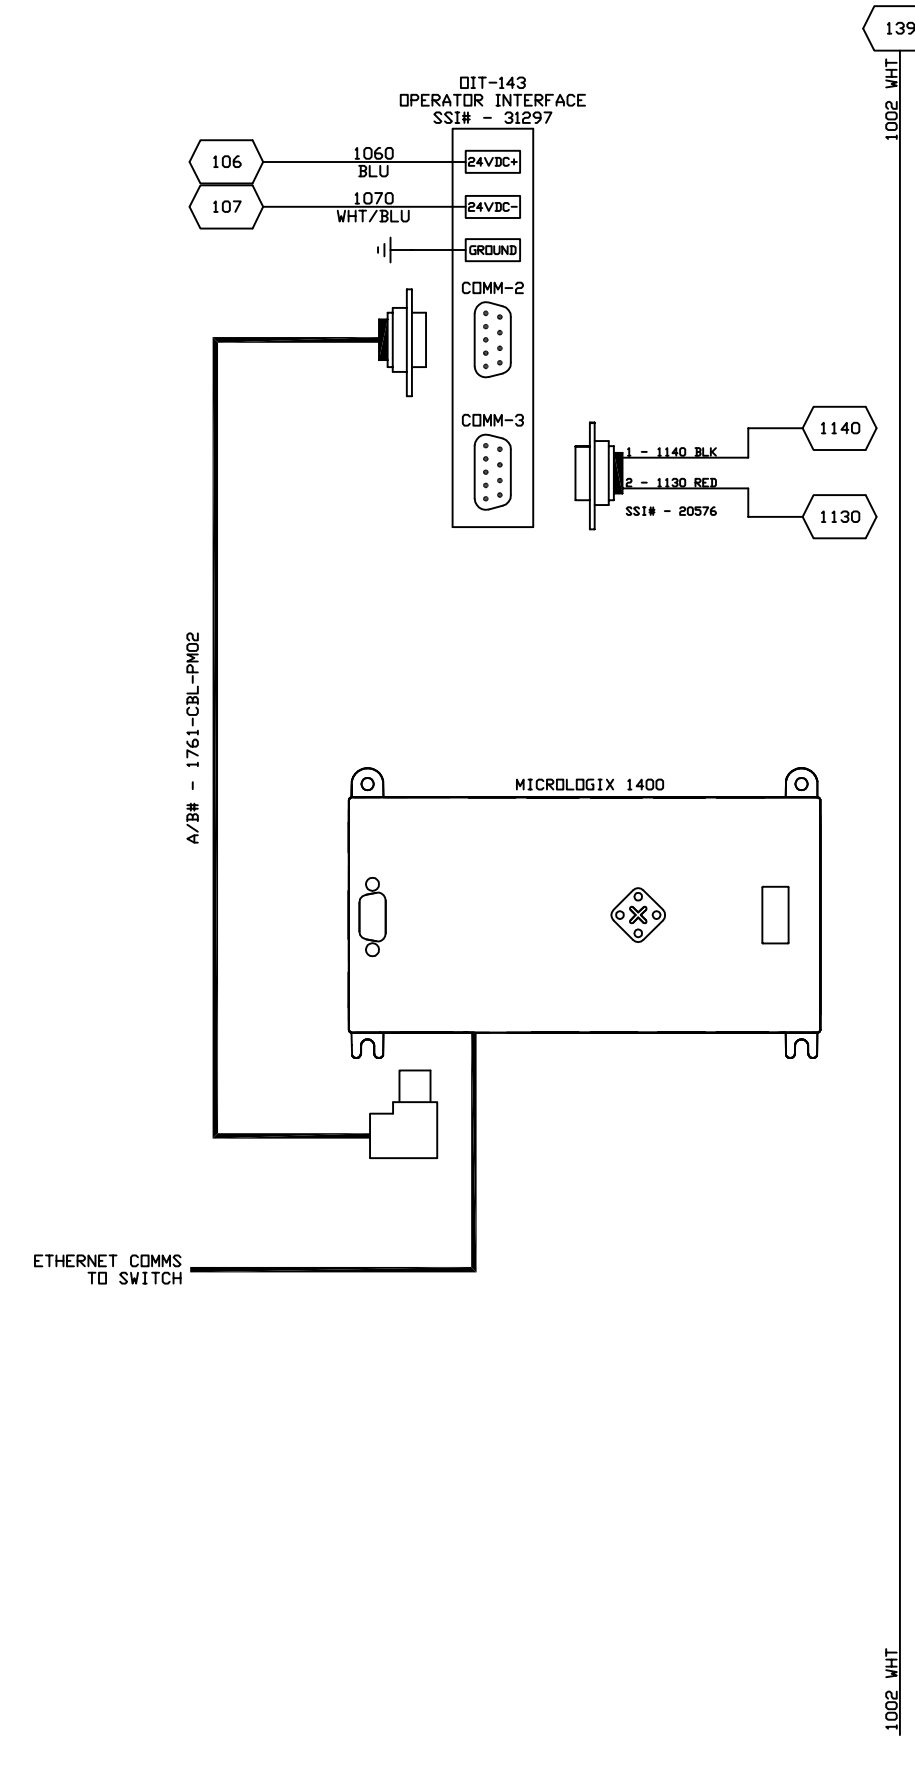 139
1002 WHT
OIT-143
OPERATOR INTERFACE
SSI# - 31297
106
1060
BLU
24VDC+
107
1070
WHT/BLU
24VDC-
GROUND
COMM-2
COMM-3
1140
1 - 1140 BLK
2 - 1130 RED
SSI# - 20576
1130
A/B# - 1761-CBL-PM02
MICROLOGIX 1400
ETHERNET COMMS
TO SWITCH
1002 WHT